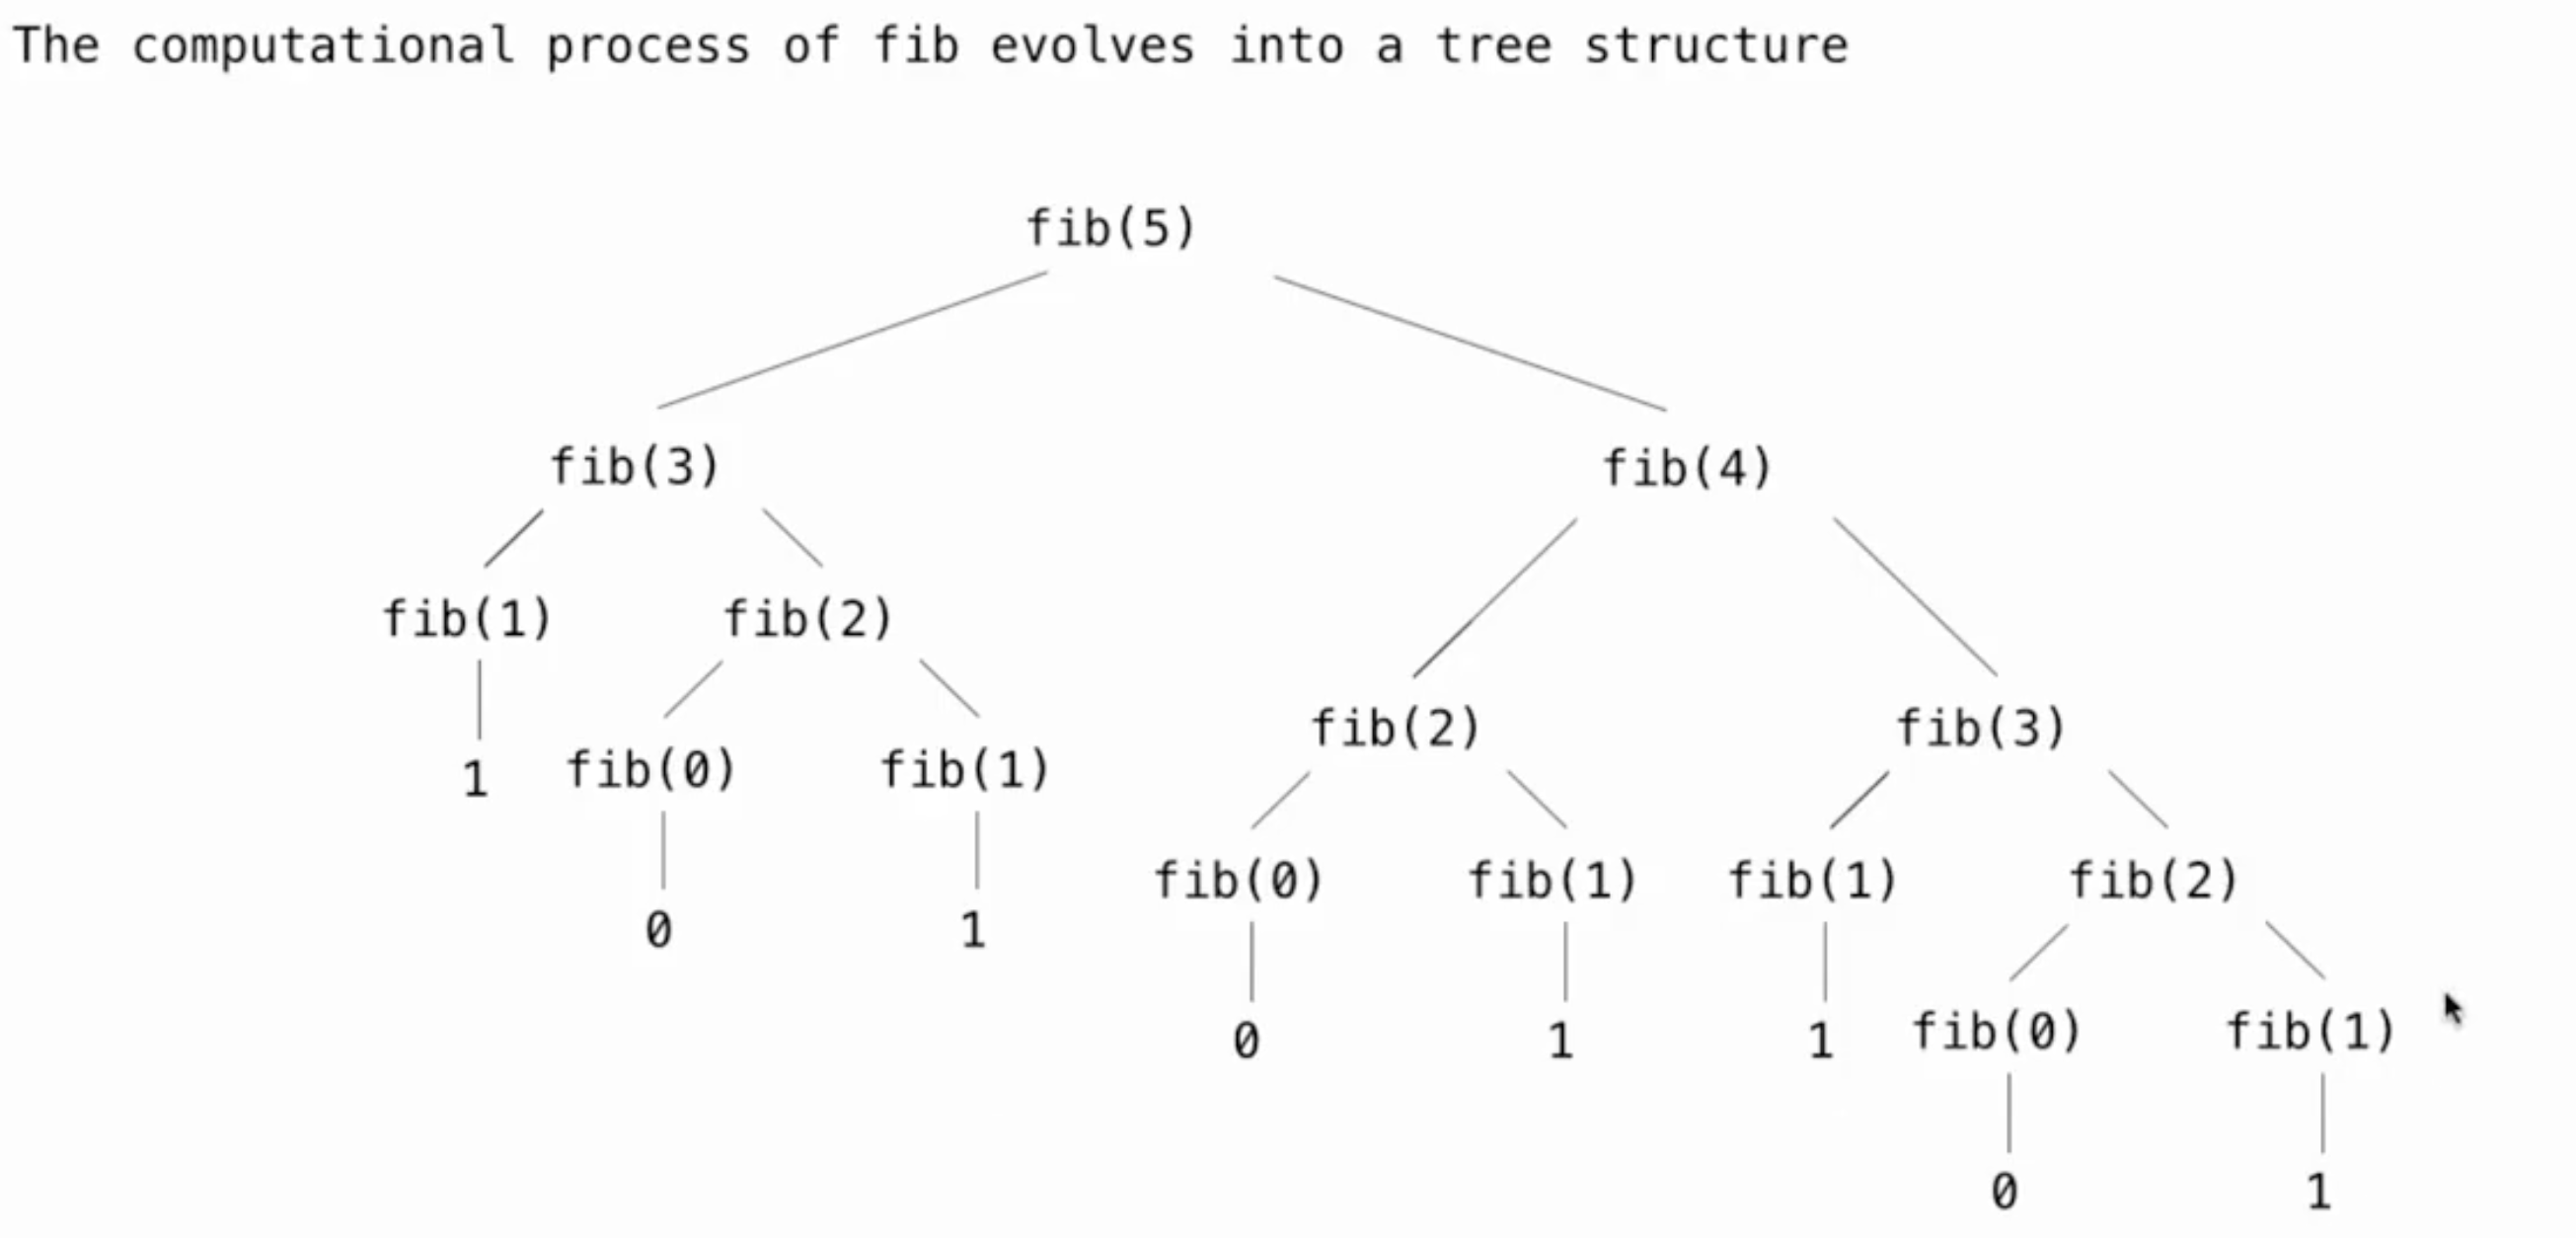 The computational process of fib evolves into a tree structure
fib(5)
fib(3) fib(4)
fib(1) fib(2)
fib(2) fib(3)
1 fib(0) fib(1)
fib(0) fib(1) fib(1) fib(2)
0 1
0 1 1 fib(0) fib(1)
0 1